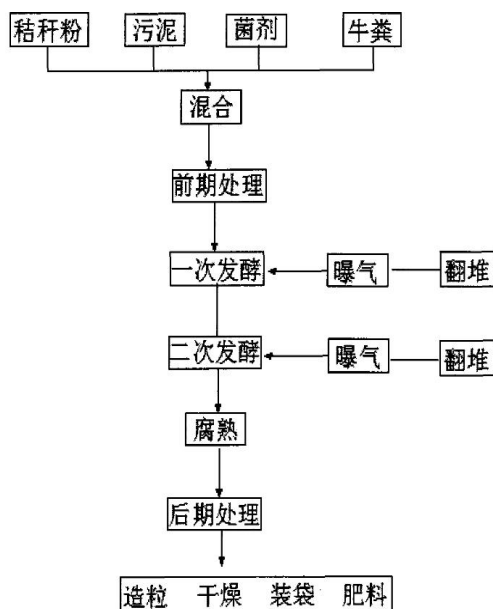 秸秆粉 污泥 菌剂 牛粪
混合
前期处理
一次发酵 曝气 翻堆
二次发酵 曝气 翻堆
腐熟
后期处理
造粒 干燥 装袋 肥料